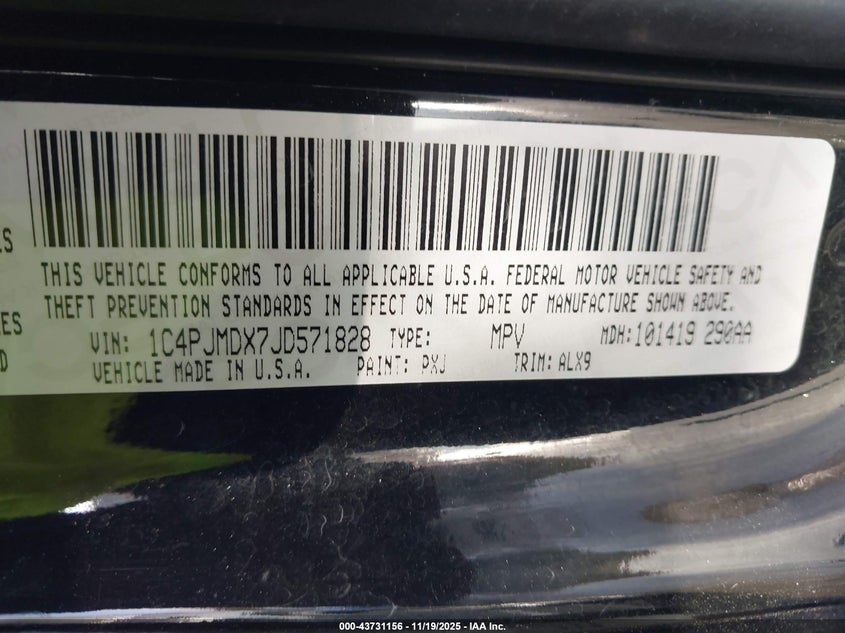 THIS VEHICLE CONFORMS TO ALL APPLICABLE U.S.A. FEDERAL MOTOR VEHICLE SAFETY AND
THEFT PREVENTION STANDARDS IN EFFECT ON THE DATE OF MANUFACTURE SHOWN ABOVE.
VIN: 1C4PJMDX7JD571828 TYPE: MPV MDH: 101419 290AA
VEHICLE MADE IN U.S.A. PAINT: PXJ TRIM: ALX9
000-43731156 - 11/19/2025 - IAA Inc.